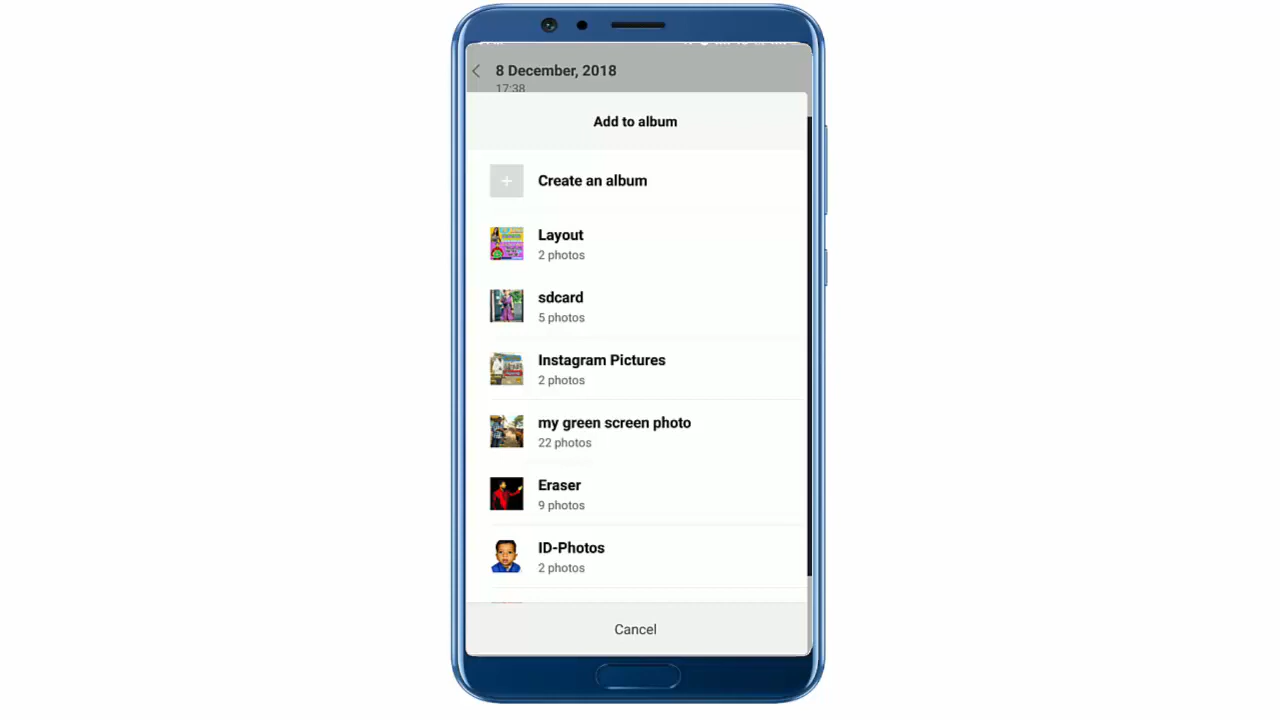 8 December, 2018
17:38
Add to album
Create an album
Layout
2 photos
sdcard
5 photos
Instagram Pictures
2 photos
my green screen photo
22 photos
Eraser
9 photos
ID-Photos
2 photos
Cancel